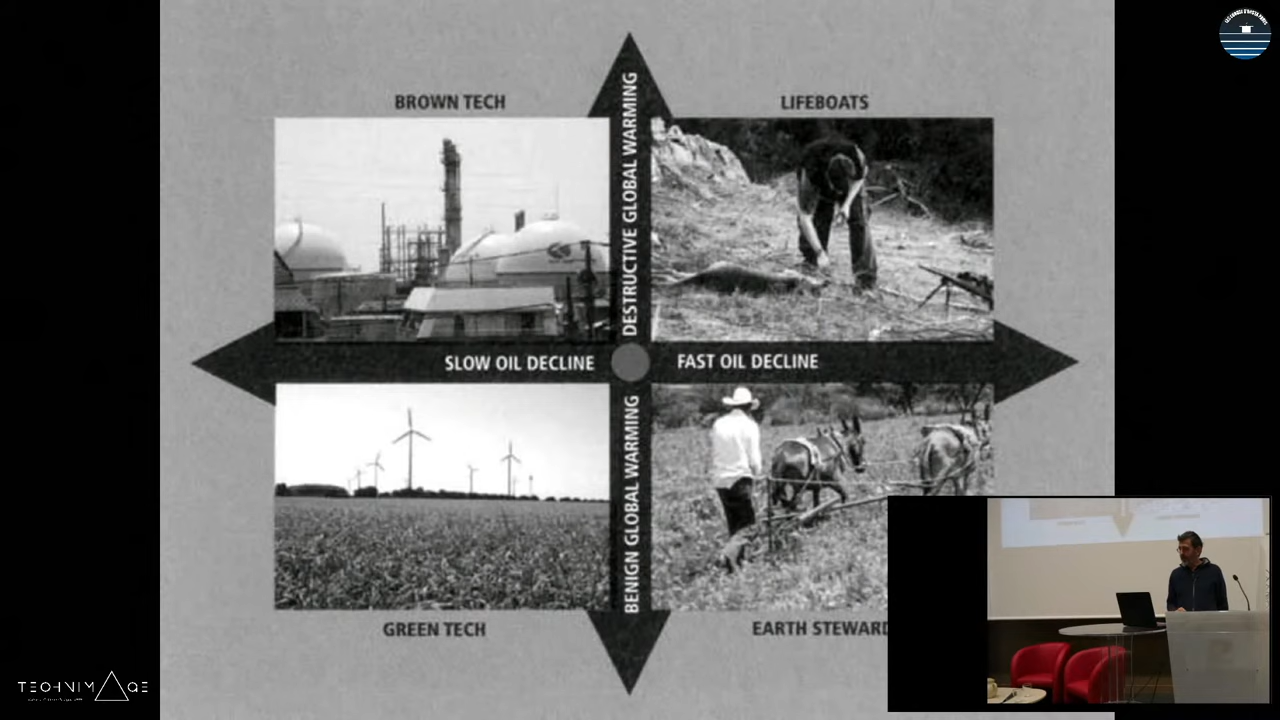 BROWN TECH
LIFEBOATS
DESTRUCTIVE GLOBAL WARMING
SLOW OIL DECLINE
FAST OIL DECLINE
BENIGN GLOBAL WARMING
GREEN TECH
EARTH STEWARD
TECHNIMAGE